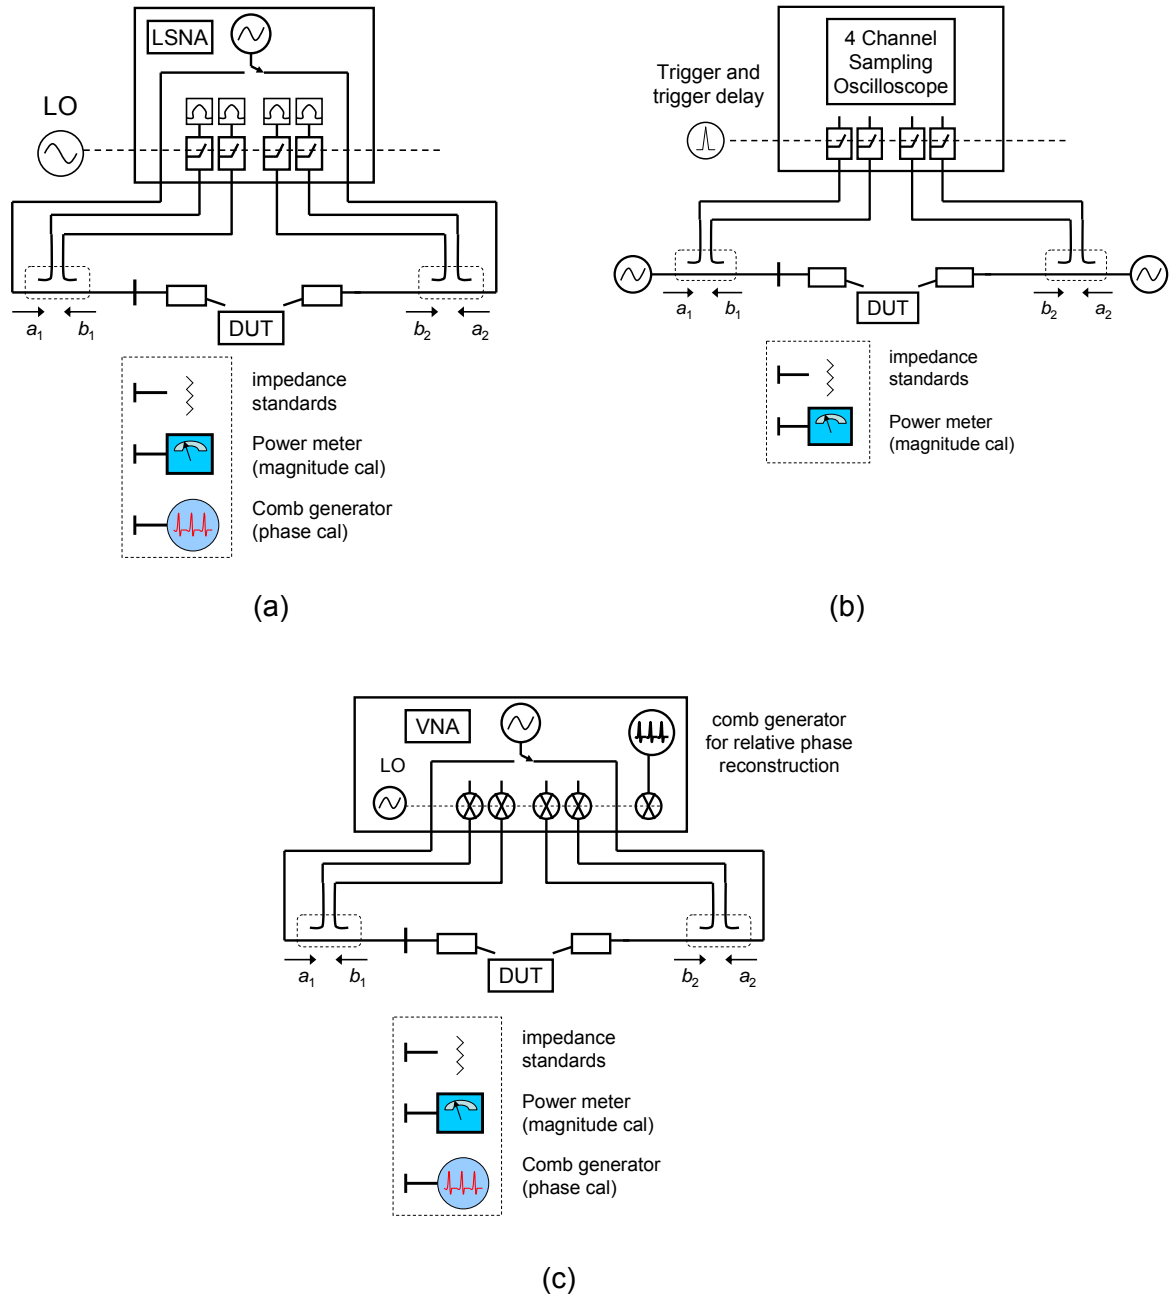 LSNA
LO
a1
b1
b2
a2
DUT
impedance
standards
Power meter
(magnitude cal)
Comb generator
(phase cal)
(a)
4 Channel
Sampling
Oscilloscope
Trigger and
trigger delay
a1
b1
b2
a2
DUT
impedance
standards
Power meter
(magnitude cal)
(b)
VNA
LO
comb generator
for relative phase
reconstruction
a1
b1
b2
a2
DUT
impedance
standards
Power meter
(magnitude cal)
Comb generator
(phase cal)
(c)